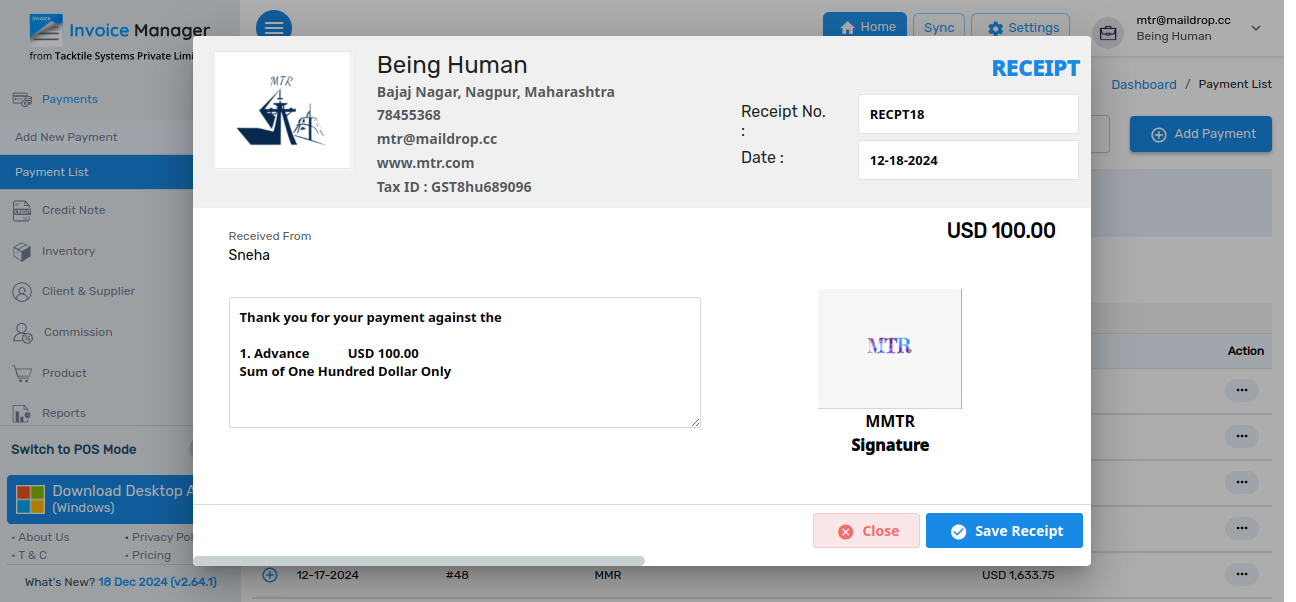 Invoice
Invoice Manager
from Tacktile Systems Private Limi
Home
Sync
Settings
mtr@maildrop.cc
Being Human
Dashboard / Payment List
Add Payment
Payments
Add New Payment
Payment List
Credit Note
Inventory
Client & Supplier
Commission
Product
Reports
Switch to POS Mode
Download Desktop A
(Windows)
• About Us
• Privacy Pol
• T & C
• Pricing
What's New? 18 Dec 2024 (v2.64.1)
MTR
Being Human
Bajaj Nagar, Nagpur, Maharashtra
78455368
mtr@maildrop.cc
www.mtr.com
Tax ID : GST8hu689096
RECEIPT
Receipt No.
:
RECPT18
Date :
12-18-2024
Received From
Sneha
USD 100.00
Thank you for your payment against the
1. Advance USD 100.00
Sum of One Hundred Dollar Only
MTR
MMTR
Signature
Close
Save Receipt
Action
12-17-2024 #48 MMR USD 1,633.75